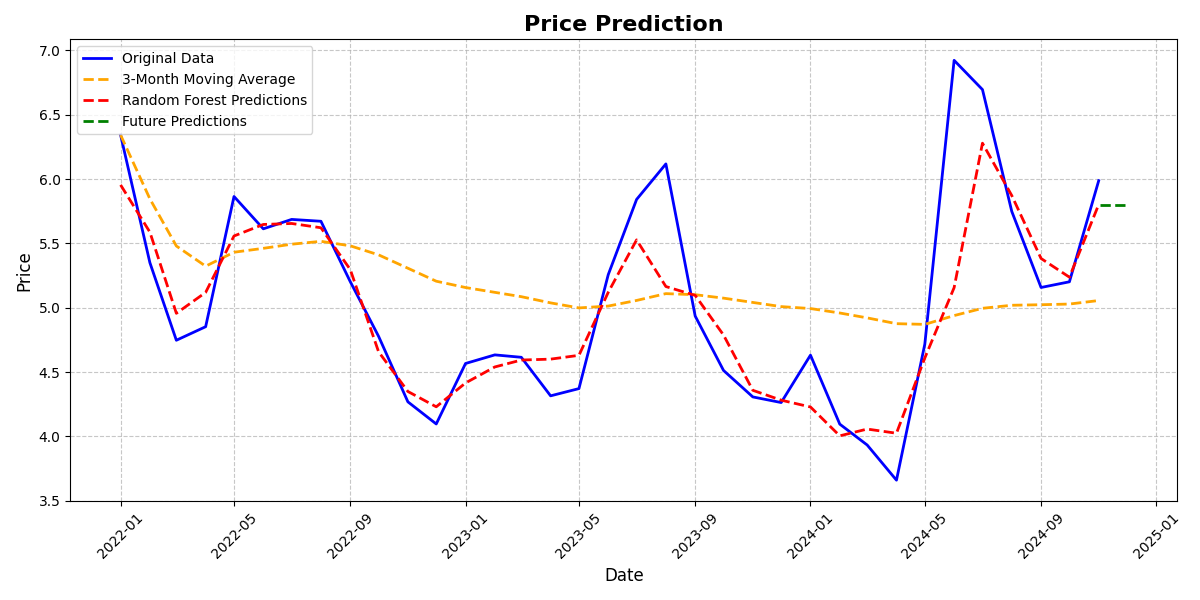 Price Prediction
Original Data
3-Month Moving Average
Random Forest Predictions
Future Predictions
Price
7.0
6.5
6.0
5.5
5.0
4.5
4.0
3.5
2022-01
2022-05
2022-09
2023-01
2023-05
2023-09
2024-01
2024-05
2024-09
2025-01
Date